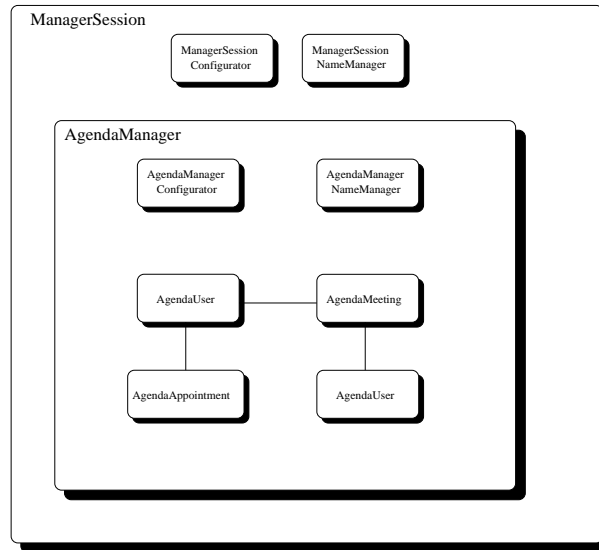 ManagerSession
ManagerSession
Configurator
ManagerSession
NameManager
AgendaManager
AgendaManager
Configurator
AgendaManager
NameManager
AgendaUser
AgendaMeeting
AgendaAppointment
AgendaUser